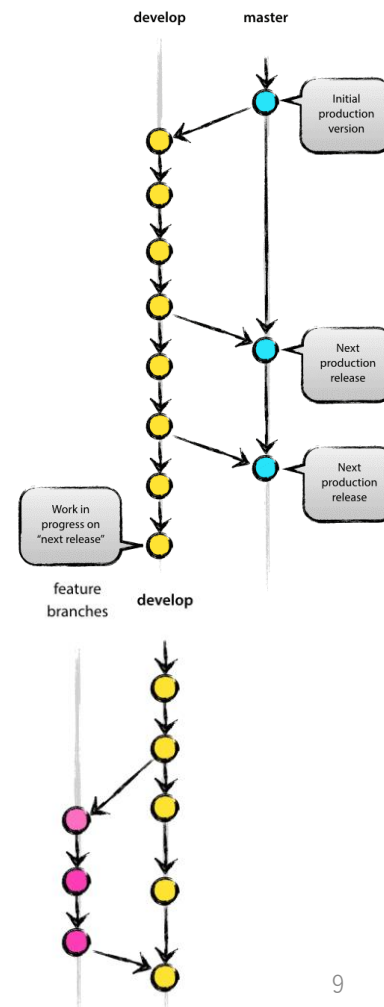 develop master
Initial
production
version
Next
production
release
Next
production
release
Work in
progress on
“next release”
feature
branches
develop
9